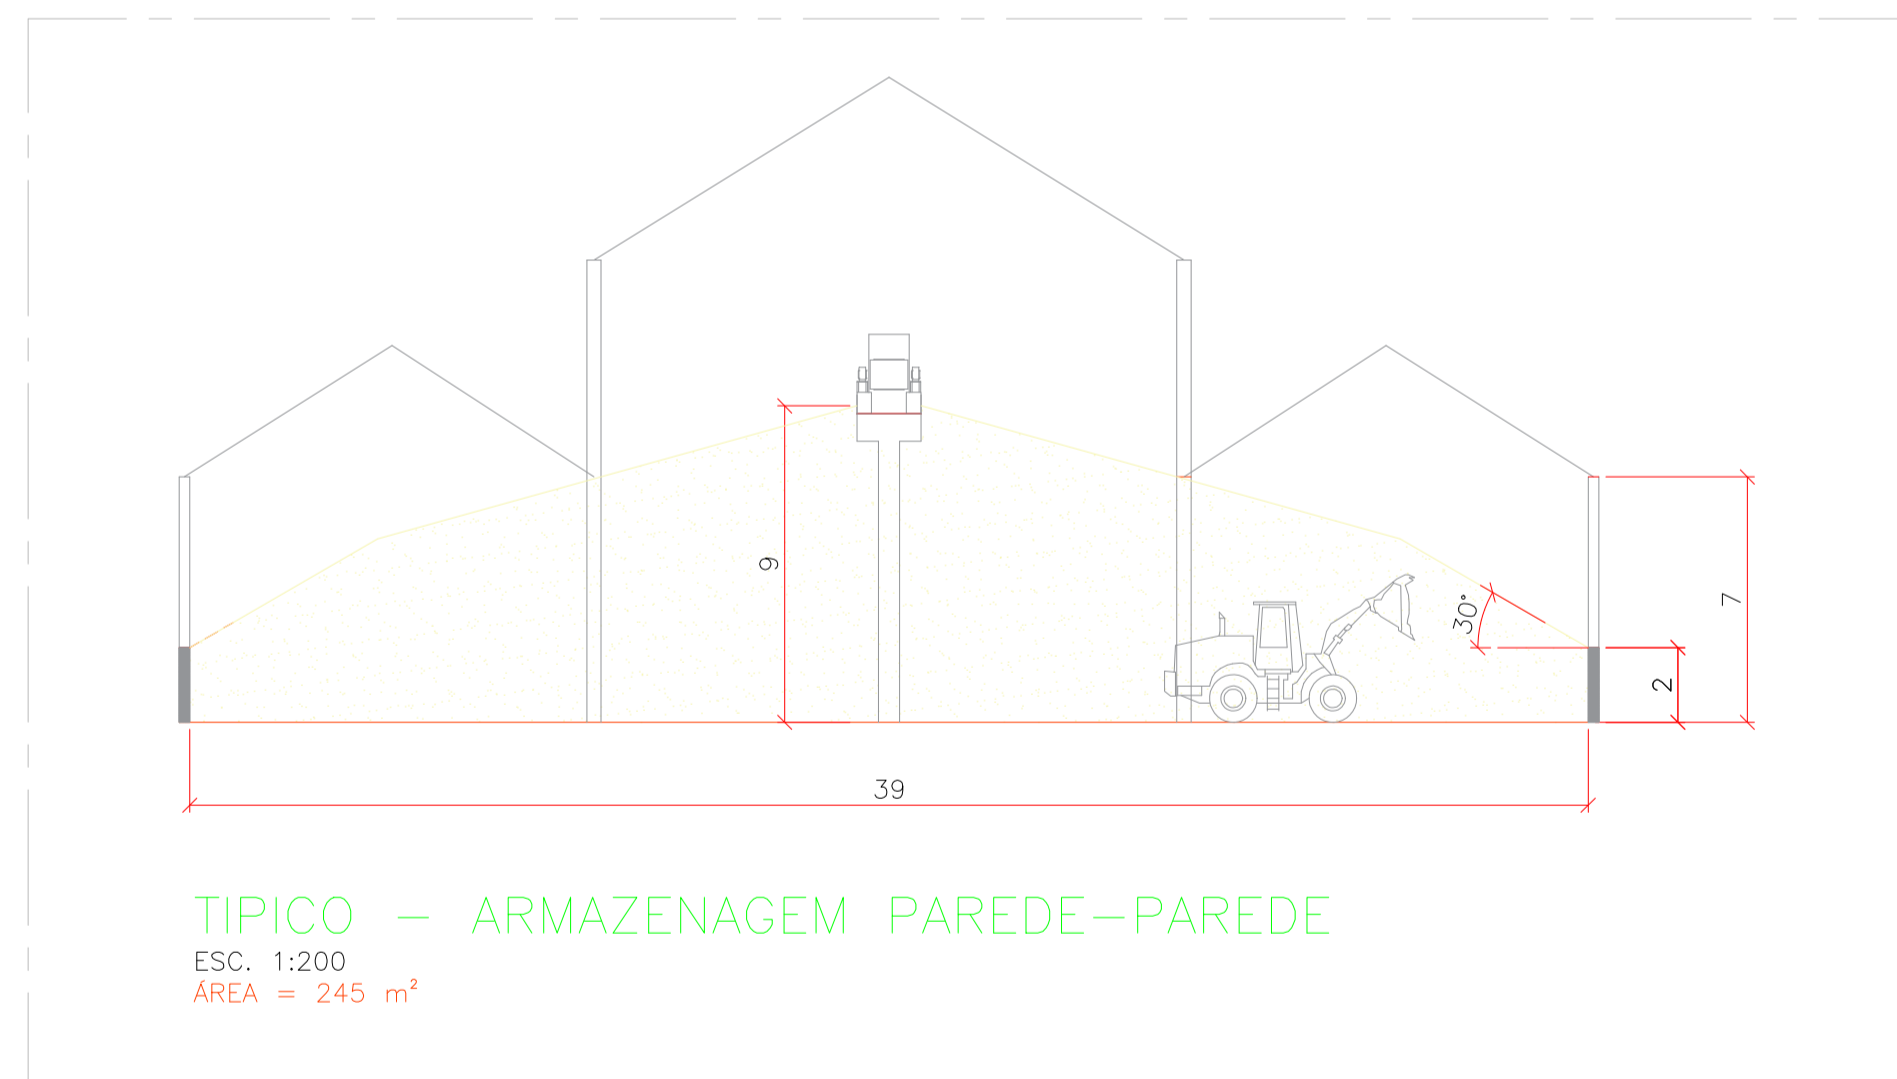 9
30°
7
2
39
TIPICO – ARMAZENAGEM PAREDE–PAREDE
ESC. 1:200
ÁREA = 245 m²